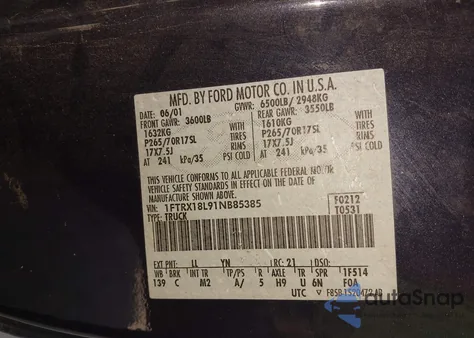 MFD. BY FORD MOTOR CO. IN U.S.A.
DATE: 06/01 GVWR: 6500LB/ 2948KG
FRONT GAWR: 3600LB REAR GAWR: 3550LB
1632KG WITH 1610KG WITH
P265/70R17SL TIRES P265/70R17SL TIRES
17X7.5J RIMS 17X7.5J RIMS
AT 241 kPa/35 PSI COLD AT 241 kPa/35 PSI COLD
THIS VEHICLE CONFORMS TO ALL APPLICABLE FEDERAL MOTOR
VEHICLE SAFETY STANDARDS IN EFFECT ON THE DATE OF
MANUFACTURE SHOWN ABOVE.
VIN: 1FTRX18L91NB85385 F0212
TYPE: TRUCK T0531
EXT PNT: LL YN RC: 21 DSO:
WB BRK INT TR TP/PS R AXLE TR SPR 1F514
139 C M2 A/ 5 H9 U 6N F0A
UTC
autoSnap